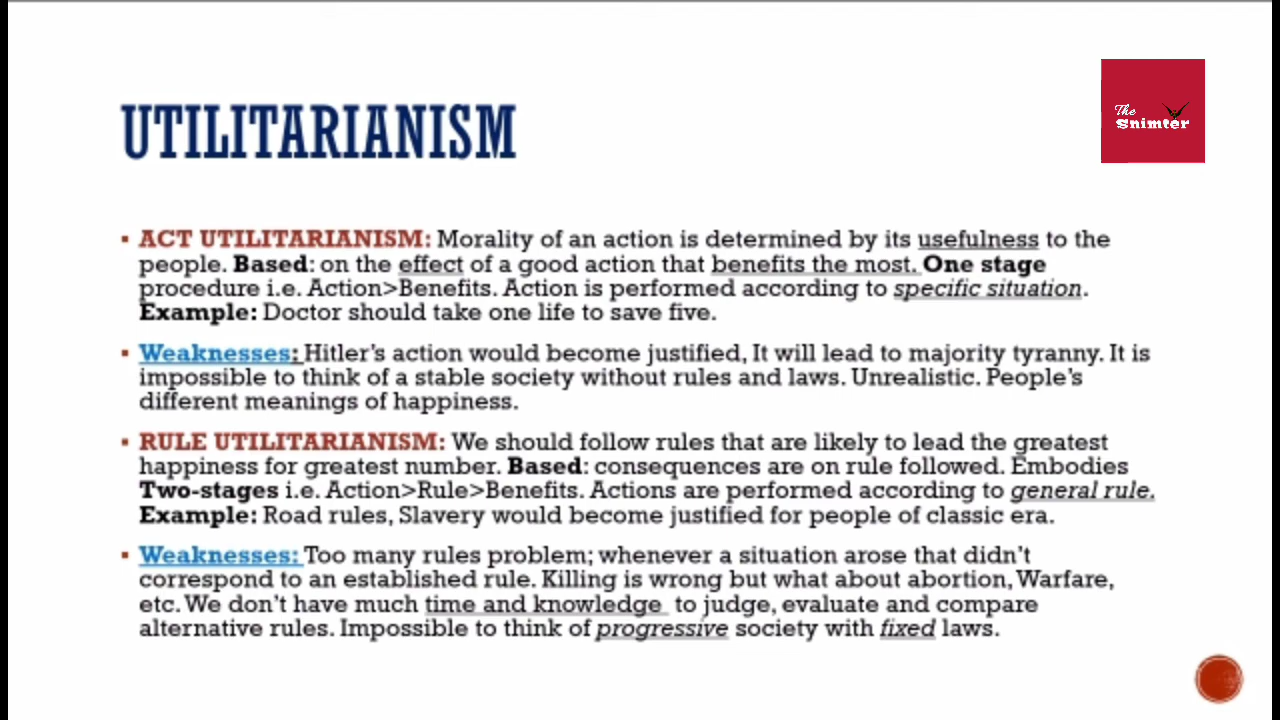 The
Snimter
UTILITARIANISM
▪ ACT UTILITARIANISM: Morality of an action is determined by its usefulness to the
people. Based: on the effect of a good action that benefits the most. One stage
procedure i.e. Action>Benefits. Action is performed according to specific situation.
Example: Doctor should take one life to save five.
▪ Weaknesses: Hitler's action would become justified, It will lead to majority tyranny. It is
impossible to think of a stable society without rules and laws. Unrealistic. People's
different meanings of happiness.
▪ RULE UTILITARIANISM: We should follow rules that are likely to lead the greatest
happiness for greatest number. Based: consequences are on rule followed. Embodies
Two-stages i.e. Action>Rule>Benefits. Actions are performed according to general rule.
Example: Road rules, Slavery would become justified for people of classic era.
▪ Weaknesses: Too many rules problem; whenever a situation arose that didn't
correspond to an established rule. Killing is wrong but what about abortion, Warfare,
etc. We don't have much time and knowledge to judge, evaluate and compare
alternative rules. Impossible to think of progressive society with fixed laws.